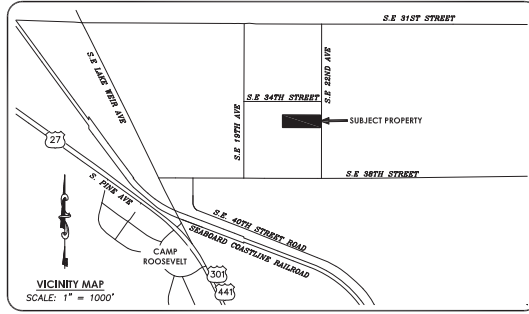 S.E 31ST STREET
S.E LAKE WEIR AVE
S.E 22ND AVE
S.E 34TH STREET
S.E 19TH AVE
SUBJECT PROPERTY
27
S.E 38TH STREET
S. PINE AVE
S.E. 40TH STREET ROAD
SEABOARD COASTLINE RAILROAD
CAMP
ROOSEVELT
301
441
VICINITY MAP
SCALE: 1" = 1000'